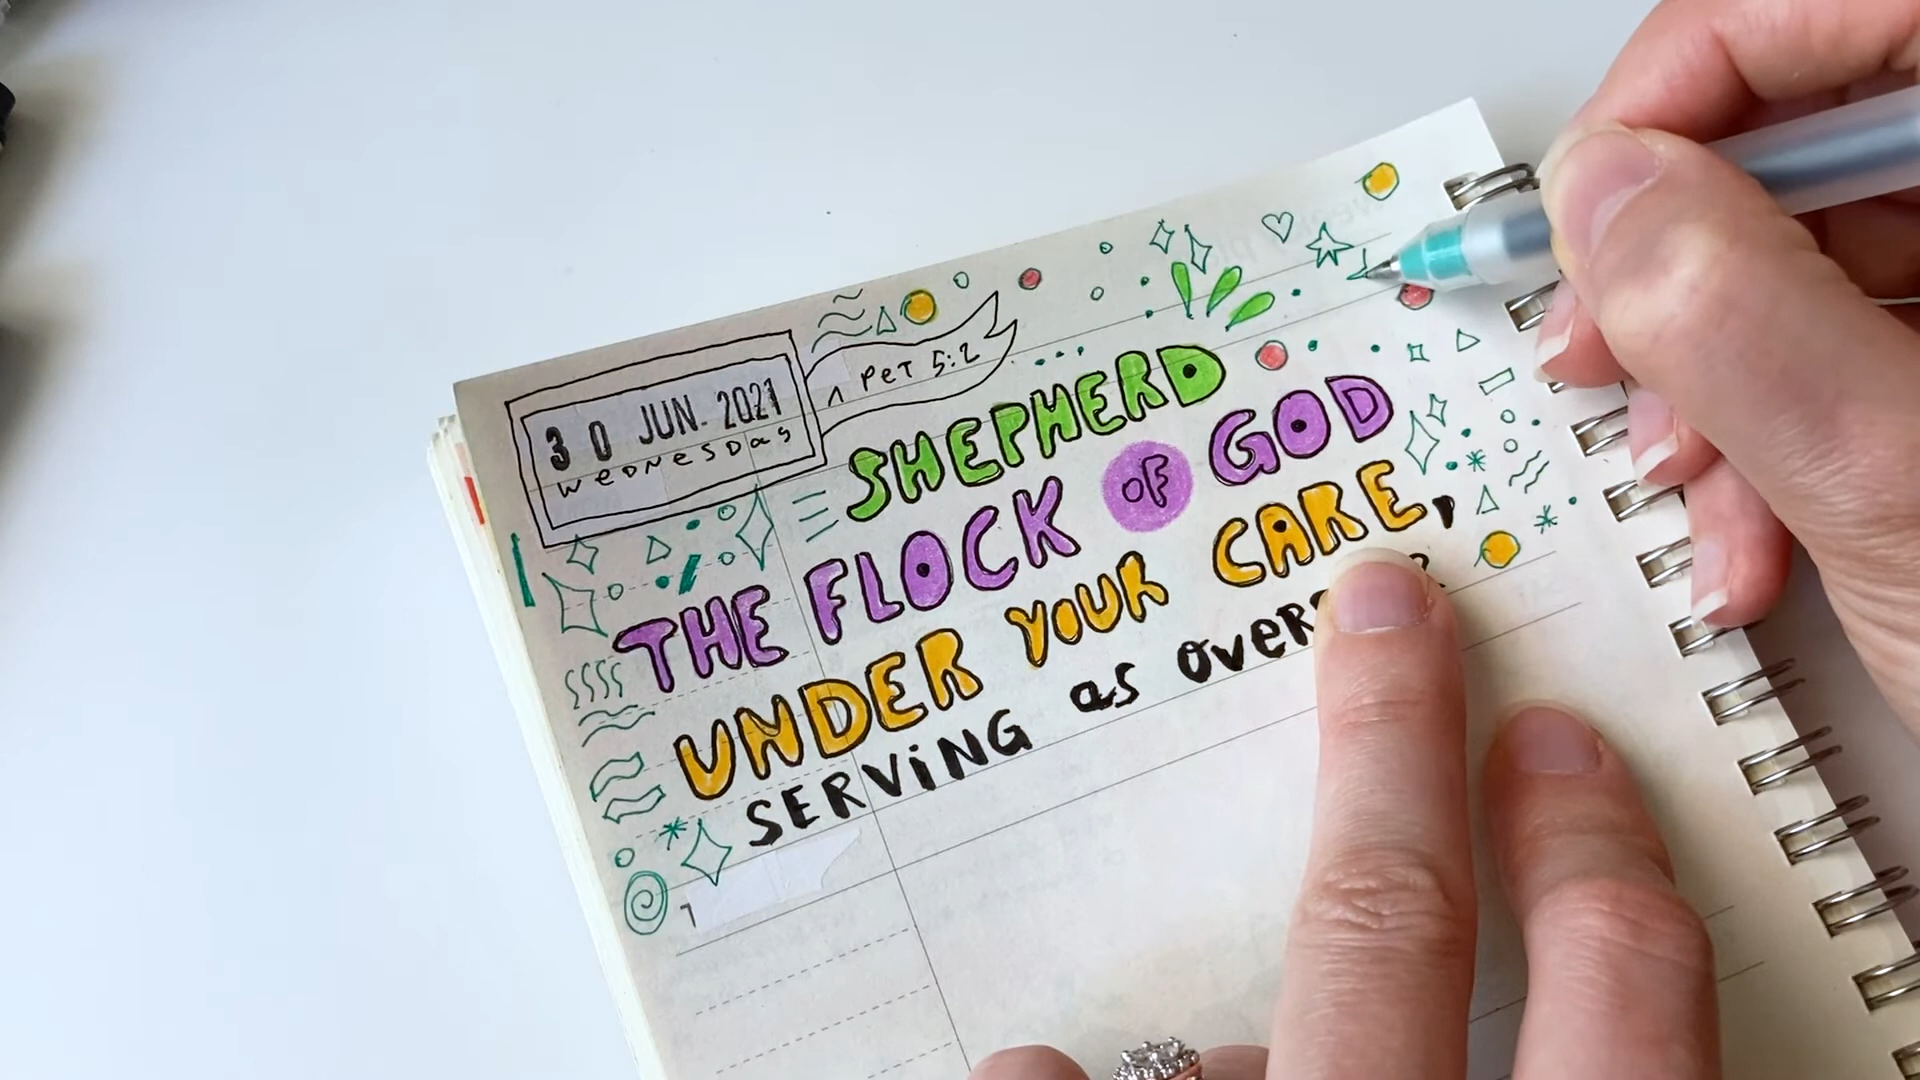 30 JUN. 2021
WEDNESDAY
1 PET 5:2
SHEPHERD
THE FLOCK OF GOD
UNDER YOUR CARE,
SERVING as